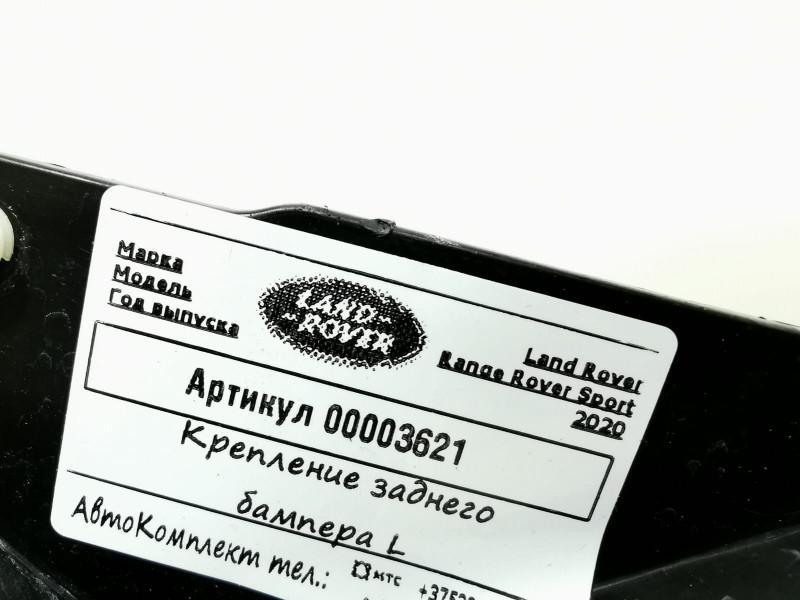 Марка
Модель
Год выпуска
LAND
ROVER
Land Rover
Range Rover Sport
2020
Артикул 00003621
Крепление заднего
бампера L
АвтоКомплект тел.:
МТС